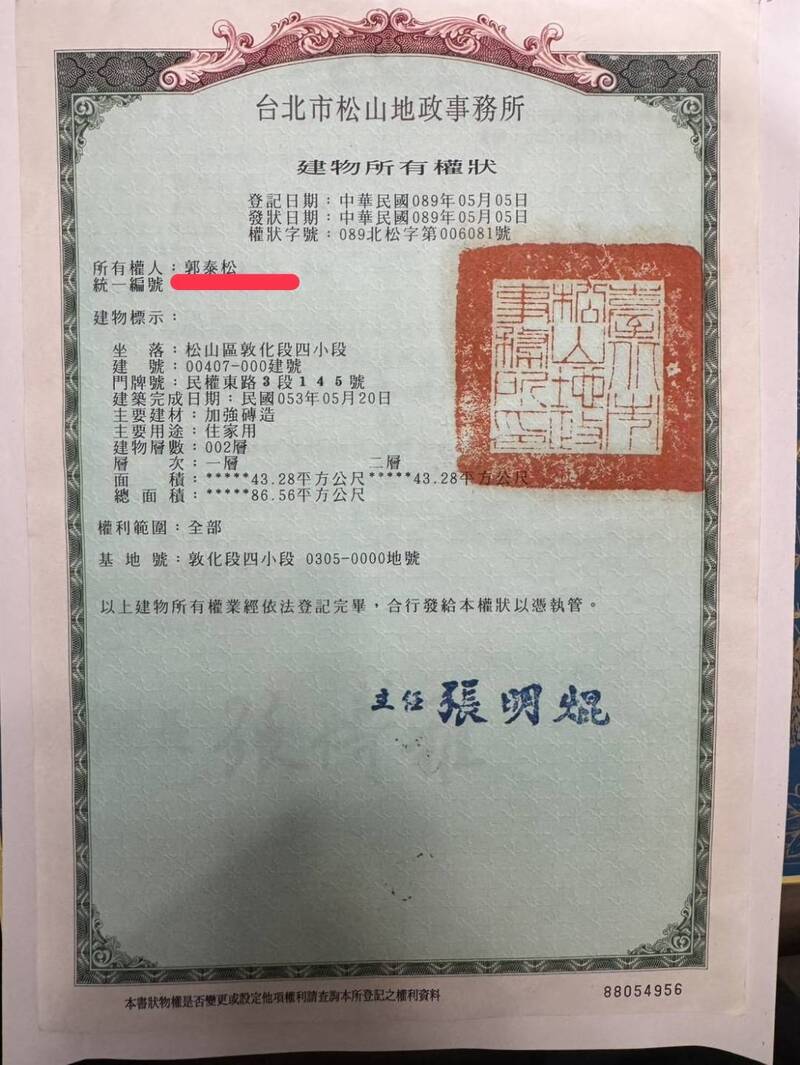 台北市松山地政事務所
建物所有權狀
登記日期：中華民國089年05月05日
發狀日期：中華民國089年05月05日
權狀字號：089北松字第006081號
所有權人：郭泰松
統一編號
建物標示：
坐落：松山區敦化段四小段
建號：00407-000建號
門牌號：民權東路3段145號
建築完成日期：民國053年05月20日
主要建材：加強磚造
主要用途：住家用
建物層數：002層
層次：一層 二層
面積：*****43.28平方公尺*****43.28平方公尺
總面積：*****86.56平方公尺
權利範圍：全部
基地號：敦化段四小段 0305-0000地號
以上建物所有權業經依法登記完畢，合行發給本權狀以憑執管。
臺北市松山地政事務所印
主任 張明焜
本書狀物權是否變更或設定他項權利請查詢本所登記之權利資料
88054956